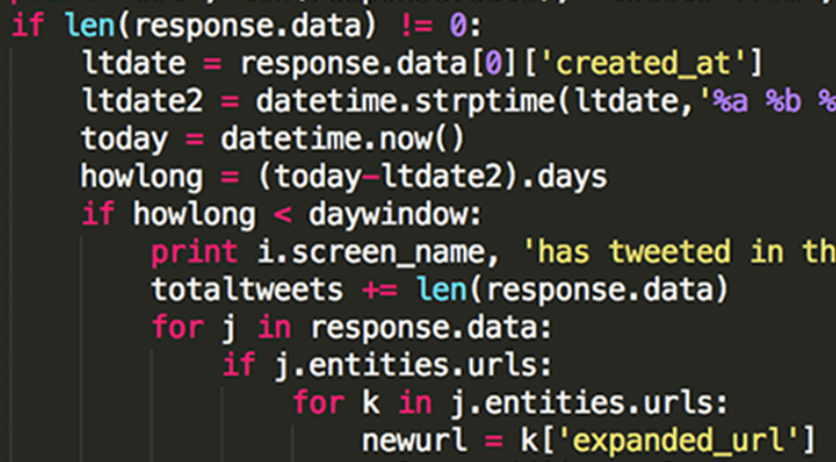 if len(response.data) != 0:
ltdate = response.data[0]['created_at']
ltdate2 = datetime.strptime(ltdate,'%a %b %
today = datetime.now()
howlong = (today-ltdate2).days
if howlong < daywindow:
print i.screen_name, 'has tweeted in th
totaltweets += len(response.data)
for j in response.data:
if j.entities.urls:
for k in j.entities.urls:
newurl = k['expanded_url']